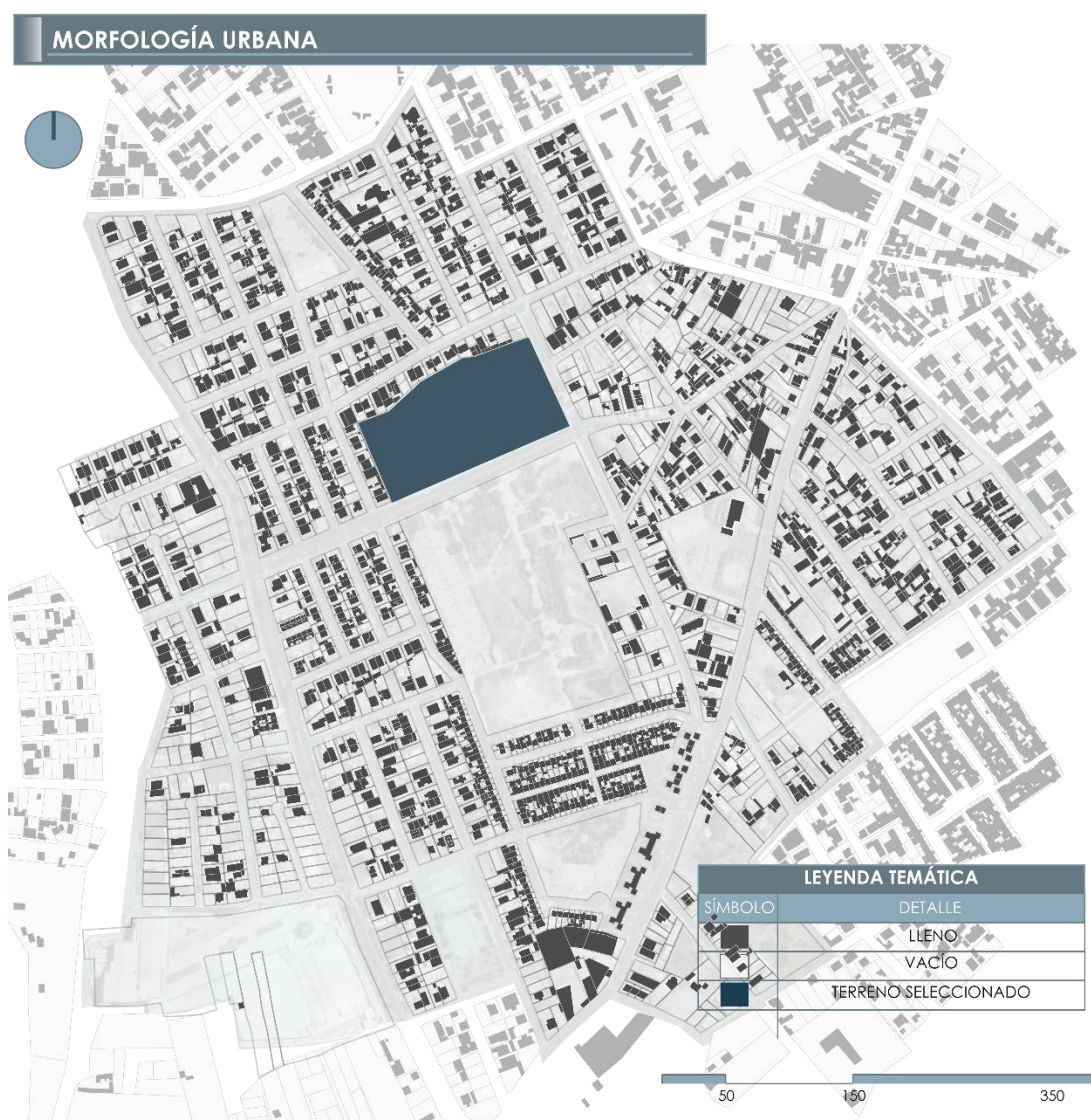 MORFOLOGÍA URBANA
LEYENDA TEMÁTICA
SÍMBOLO DETALLE
LLENO
VACÍO
TERRENO SELECCIONADO
50 150 350